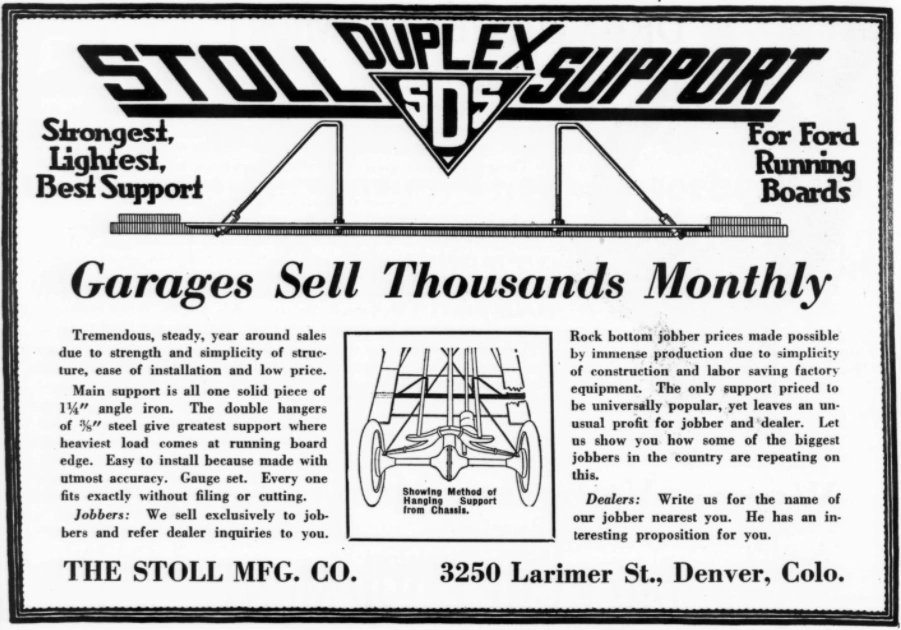 STOLL DUPLEX SUPPORT
SDS
Strongest,
Lightest,
Best Support
For Ford
Running
Boards
Garages Sell Thousands Monthly
Tremendous, steady, year around sales
due to strength and simplicity of struc-
ture, ease of installation and low price.
Main support is all one solid piece of
1¼" angle iron. The double hangers
of ⅜" steel give greatest support where
heaviest load comes at running board
edge. Easy to install because made with
utmost accuracy. Gauge set. Every one
fits exactly without filing or cutting.
Jobbers: We sell exclusively to job-
bers and refer dealer inquiries to you.
Showing Method of
Hanging Support
from Chassis.
Rock bottom jobber prices made possible
by immense production due to simplicity
of construction and labor saving factory
equipment. The only support priced to
be universally popular, yet leaves an un-
usual profit for jobber and dealer. Let
us show you how some of the biggest
jobbers in the country are repeating on
this.
Dealers: Write us for the name of
our jobber nearest you. He has an in-
teresting proposition for you.
THE STOLL MFG. CO. 3250 Larimer St., Denver, Colo.